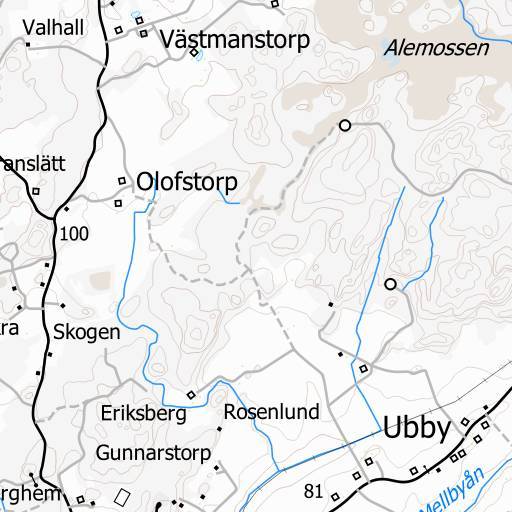 Valhall
Västmanstorp
Alemossen
anslätt
Olofstorp
100
Skogen
ra
Eriksberg
Rosenlund
Ubby
Gunnarstorp
rghem
81
Mellbyån